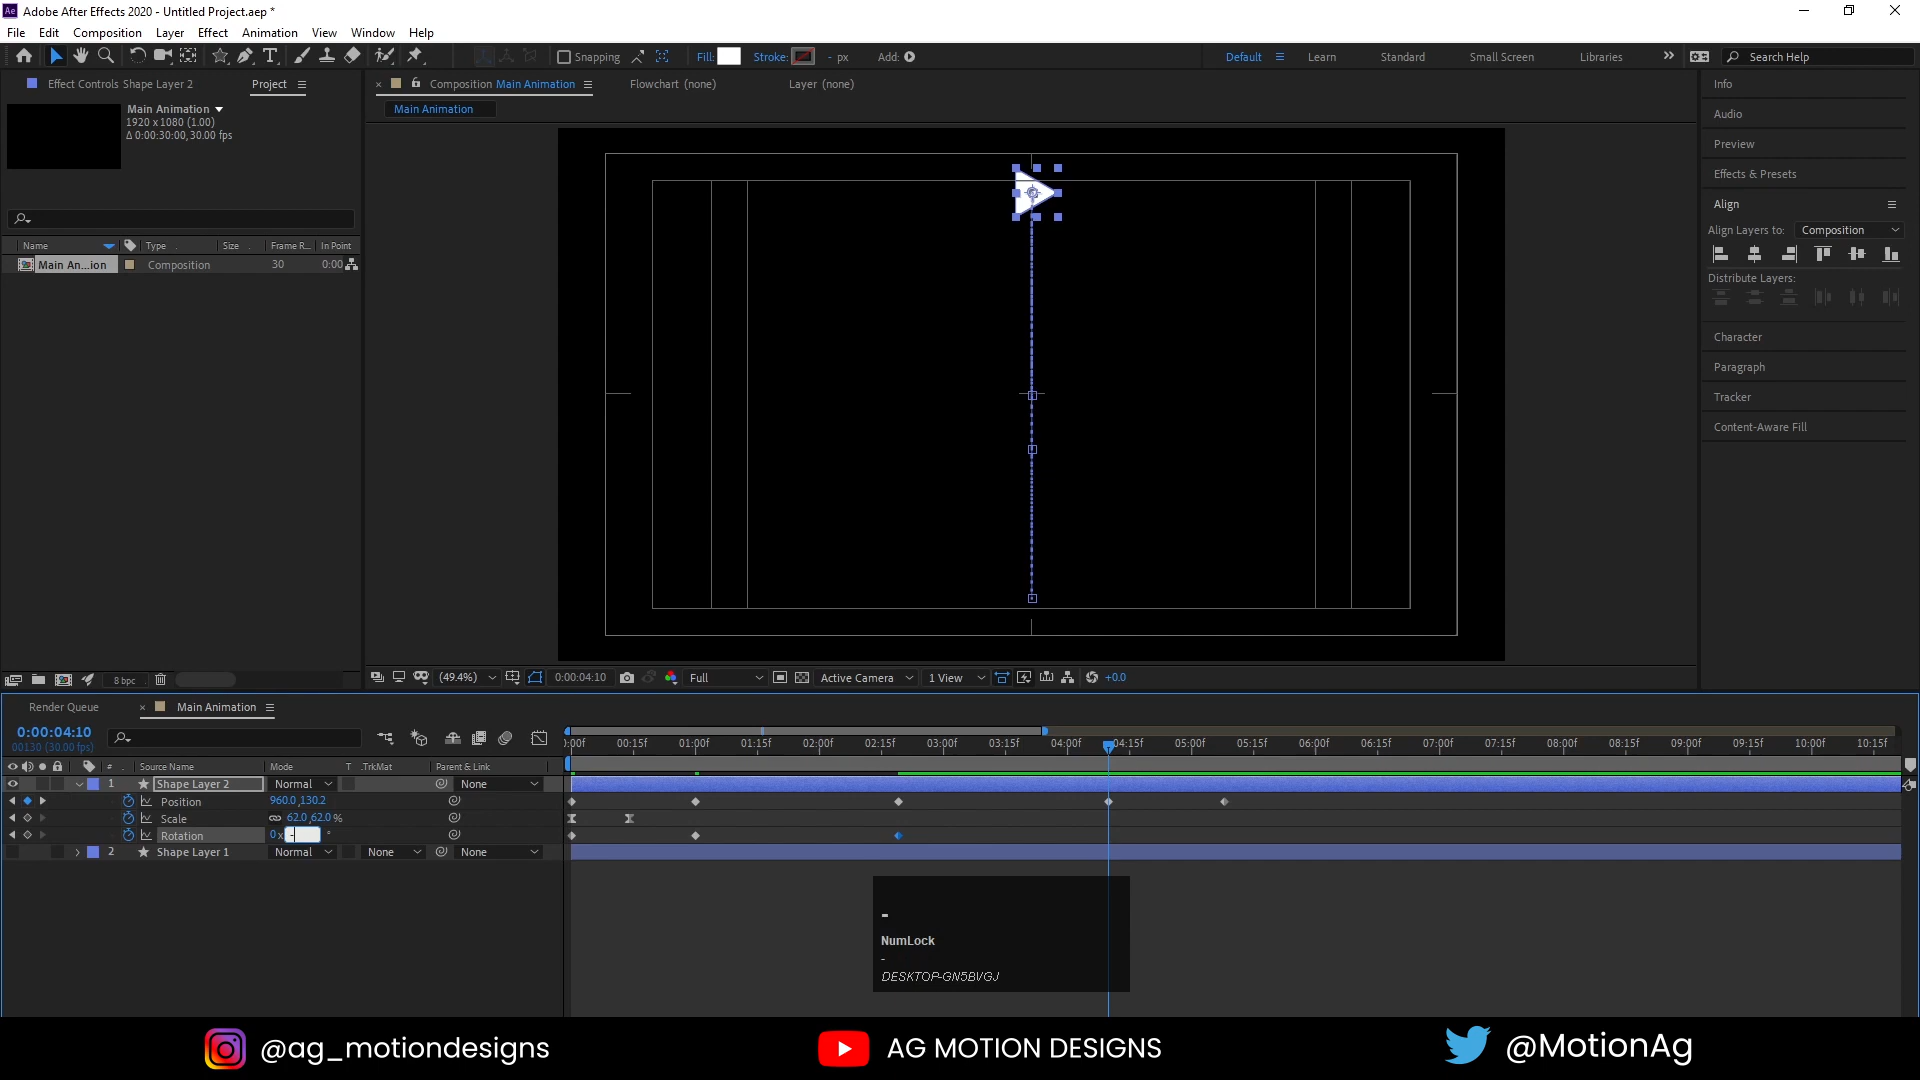 Adobe After Effects 2020 - Untitled Project.aep *
File Edit Composition Layer Effect Animation View Window Help
Snapping Fill: Stroke: - px Add: Default Learn Standard Small Screen Libraries Search Help
Effect Controls Shape Layer 2 Project
Composition Main Animation Flowchart (none) Layer (none)
Main Animation
Main Animation
1920 x 1080 (1.00)
Δ 0:00:30:00, 30.00 fps
Name Type Size Frame R... In Point
Main An...ion Composition 30 0:00
8 bpc
Info
Audio
Preview
Effects & Presets
Align
Align Layers to: Composition
Distribute Layers:
Character
Paragraph
Tracker
Content-Aware Fill
(49.4%) 0:00:04:10 Full Active Camera 1 View +0.0
Render Queue Main Animation
0:00:04:10
00130 (30.00 fps)
:00f 00:15f 01:00f 01:15f 02:00f 02:15f 03:00f 03:15f 04:00f 04:15f 05:00f 05:15f 06:00f 06:15f 07:00f 07:15f 08:00f 08:15f 09:00f 09:15f 10:00f 10:15f
# Source Name Mode T .TrkMat Parent & Link
1 Shape Layer 2 Normal None
Position 960.0,130.2
Scale 62.0,62.0 %
Rotation 0x - °
2 Shape Layer 1 Normal None None
-
NumLock
-
DESKTOP-GN5BVGJ
@ag_motiondesigns AG MOTION DESIGNS @MotionAg